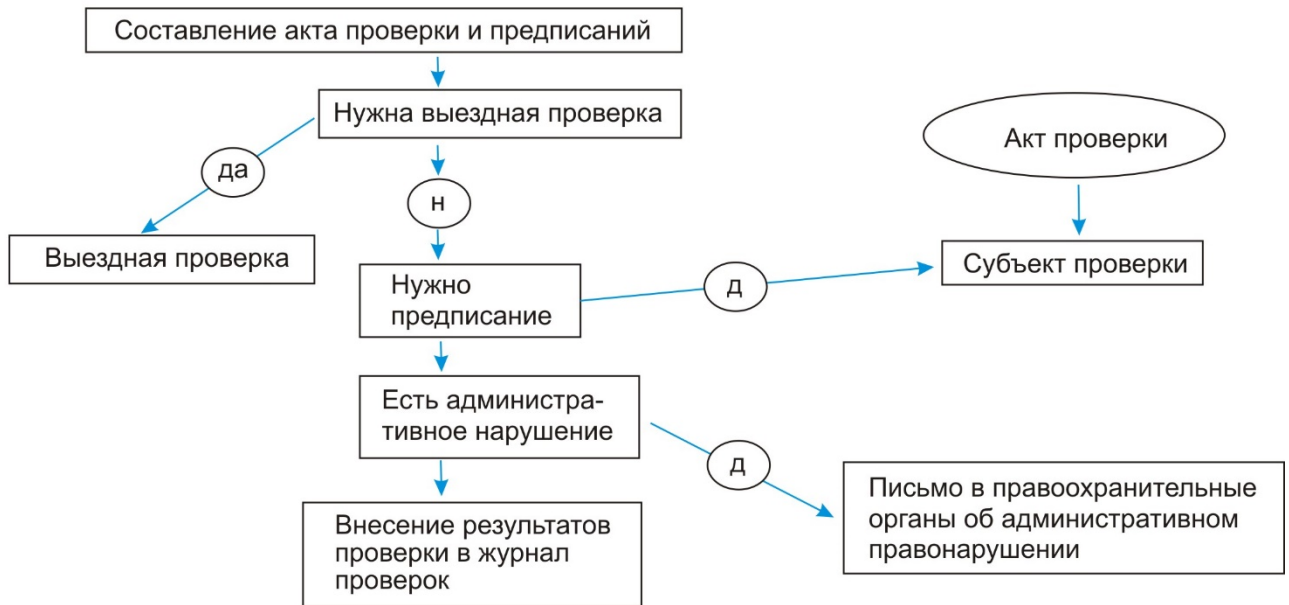 Составление акта проверки и предписаний
Нужна выездная проверка
Акт проверки
да
н
Выездная проверка
Субъект проверки
Нужно
предписание
д
Есть администра-
тивное нарушение
д
Письмо в правоохранительные
органы об административном
правонарушении
Внесение результатов
проверки в журнал
проверок